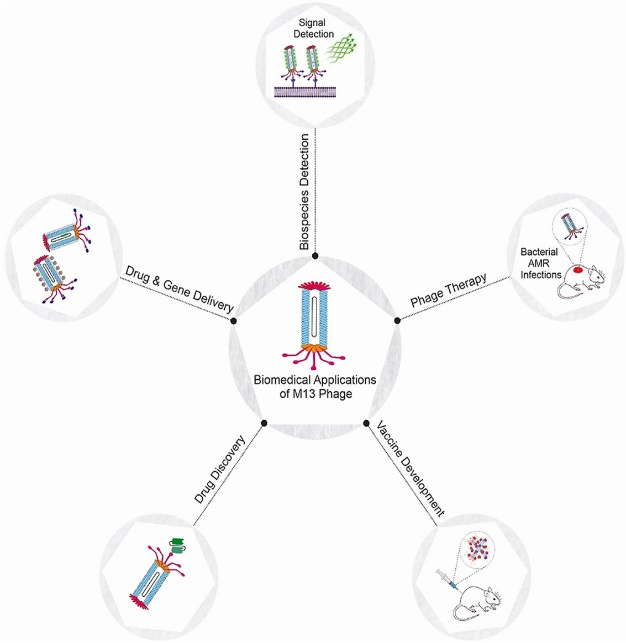 Signal
Detection
Biospecies Detection
Drug & Gene Delivery
Phage Therapy
Bacterial
AMR
Infections
Biomedical Applications
of M13 Phage
Drug Discovery
Vaccine Development